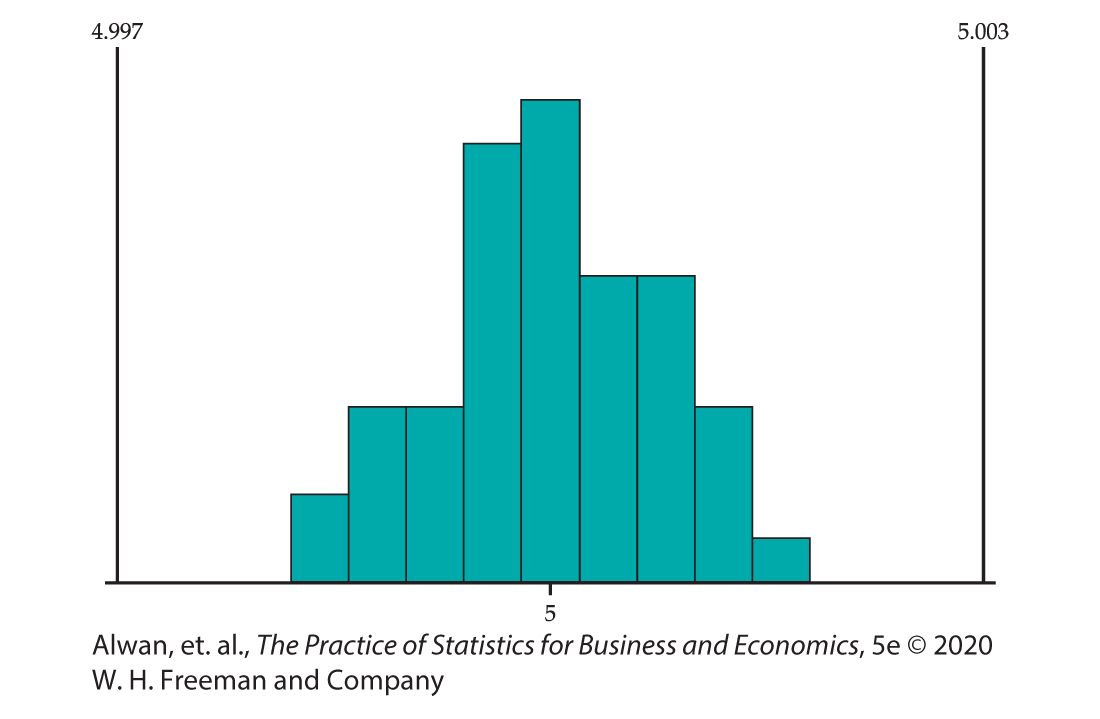 4.997
5.003
5
Alwan, et. al., The Practice of Statistics for Business and Economics, 5e © 2020
W. H. Freeman and Company